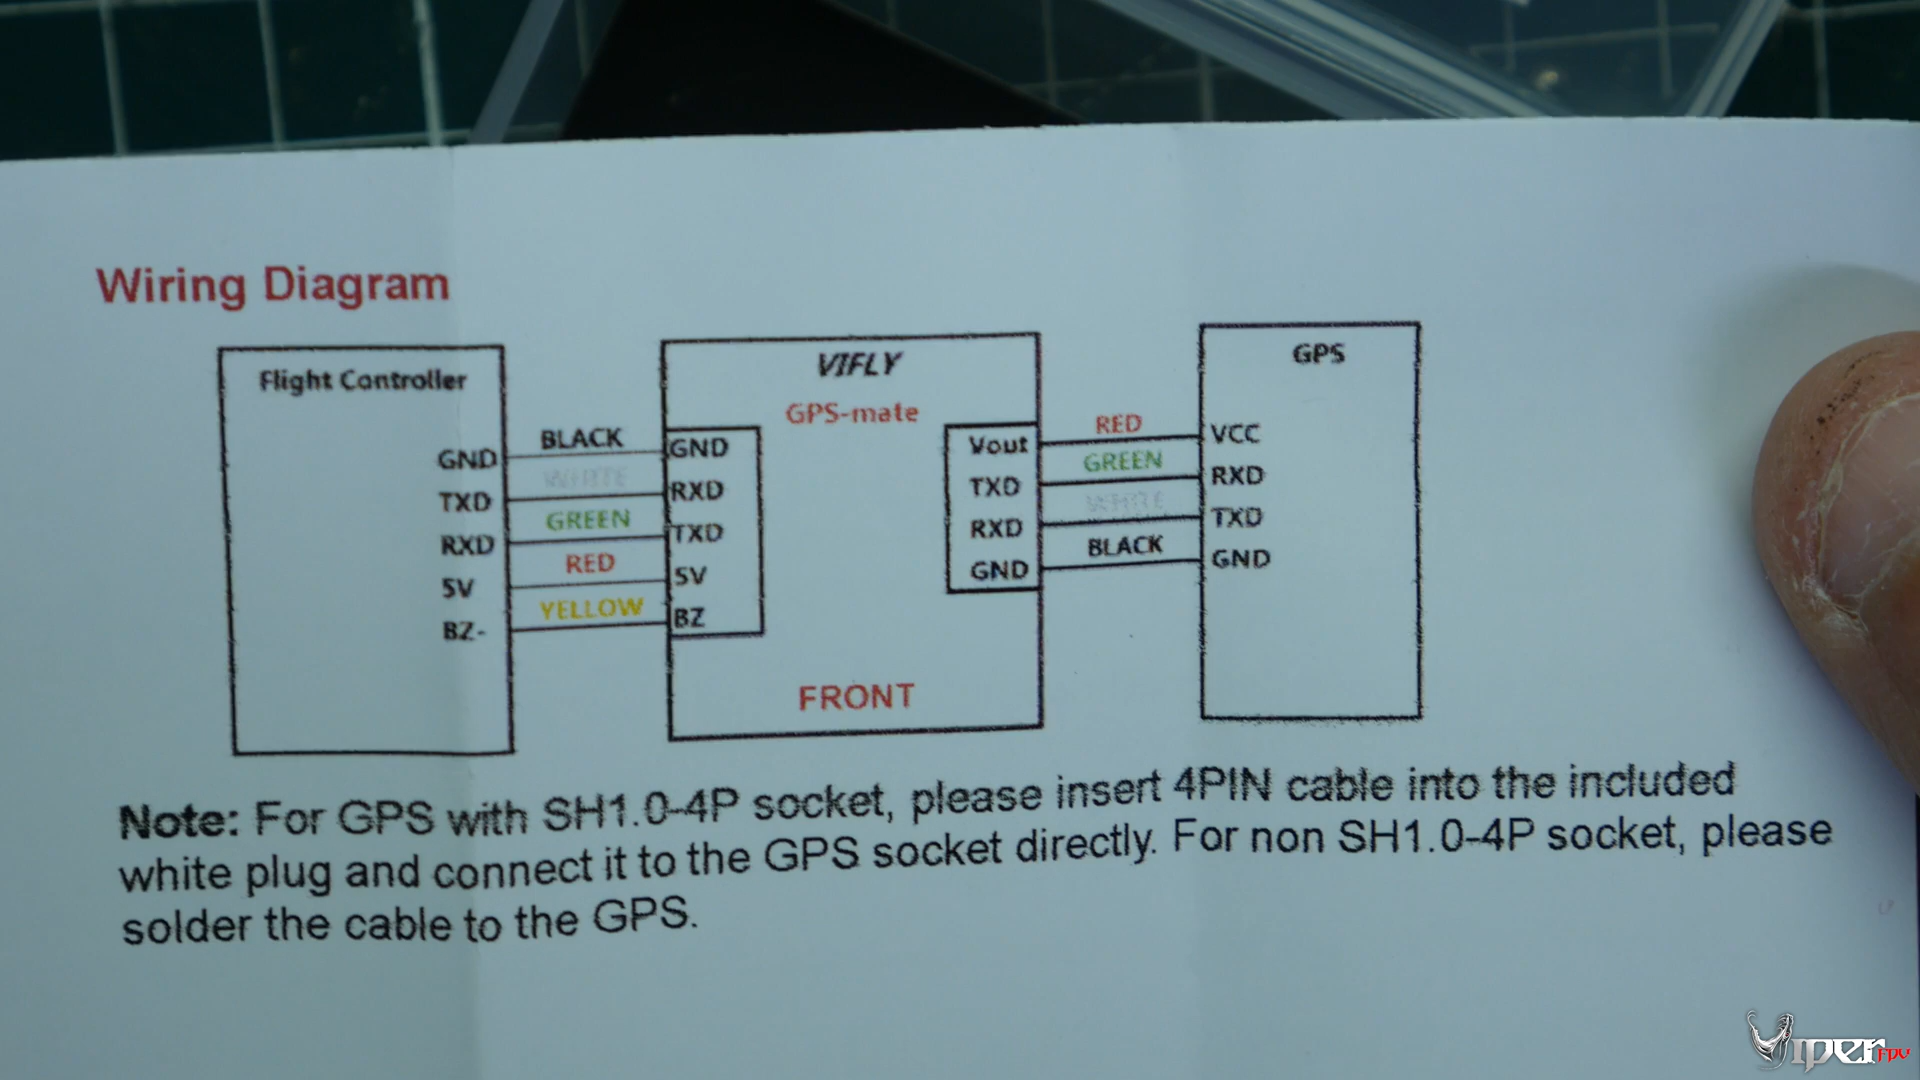 Wiring Diagram
Flight Controller
GND
TXD
RXD
5V
BZ-
BLACK
WHITE
GREEN
RED
YELLOW
VIFLY
GPS-mate
GND
RXD
TXD
5V
BZ
Vout
TXD
RXD
GND
FRONT
RED
GREEN
WHITE
BLACK
GPS
VCC
RXD
TXD
GND
Note: For GPS with SH1.0-4P socket, please insert 4PIN cable into the included
white plug and connect it to the GPS socket directly. For non SH1.0-4P socket, please
solder the cable to the GPS.
Viper FPV